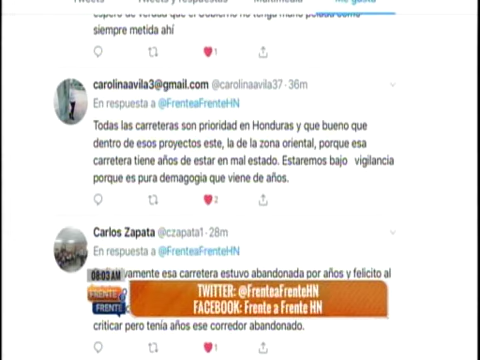 Tweets Tweets y respuestas Multimedia Me gusta
espero de verdad que el Gobierno no tenga mano peluda como
siempre metida ahí
1
carolinaavila3@gmail.com @carolinaavila37 · 36m
En respuesta a @FrenteaFrenteHN
Todas las carreteras son prioridad en Honduras y que bueno que
dentro de esos proyectos este, la de la zona oriental, porque esa
carretera tiene años de estar en mal estado. Estaremos bajo vigilancia
porque es pura demagogia que viene de años.
2
Carlos Zapata @czapata1 · 28m
En respuesta a @FrenteaFrenteHN
vamente esa carretera estuvo abandonada por años y felicito al
08:03 AM
FRENTE a
FRENTE
TWITTER: @FrenteaFrenteHN
FACEBOOK: Frente a Frente HN
criticar pero tenía años ese corredor abandonado.
1